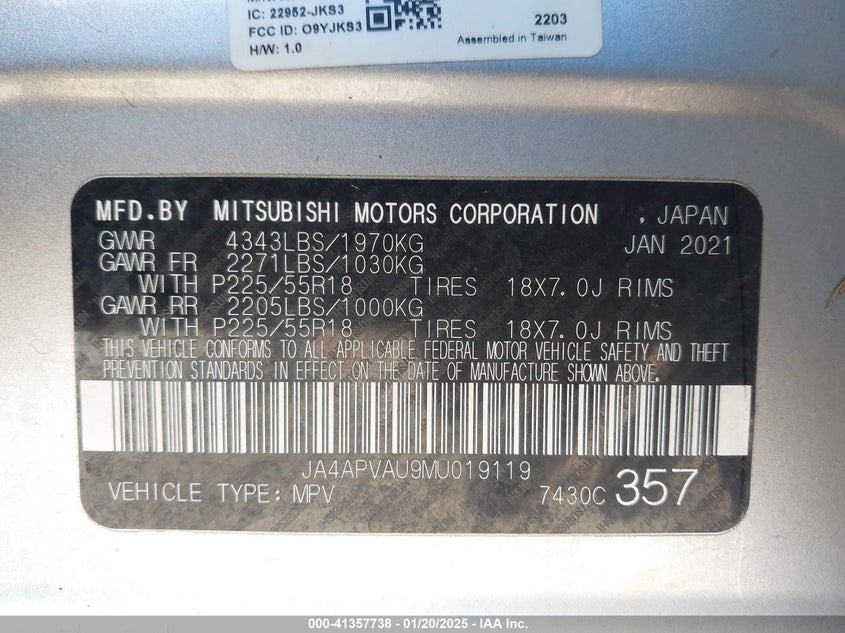 IC: 22952-JKS3
FCC ID: O9YJKS3
H/W: 1.0
2203
Assembled in Taiwan
MFD.BY MITSUBISHI MOTORS CORPORATION , JAPAN
GWWR 4343LBS/1970KG JAN 2021
GAWR FR 2271LBS/1030KG
WITH P225/55R18 TIRES 18X7.0J RIMS
GAWR RR 2205LBS/1000KG
WITH P225/55R18 TIRES 18X7.0J RIMS
THIS VEHICLE CONFORMS TO ALL APPLICABLE FEDERAL MOTOR VEHICLE SAFETY AND THEFT
PREVENTION STANDARDS IN EFFECT ON THE DATE OF MANUFACTURE SHOWN ABOVE.
JA4APVAU9MU019119
VEHICLE TYPE: MPV 7430C 357
000-41357738 - 01/20/2025 - IAA Inc.